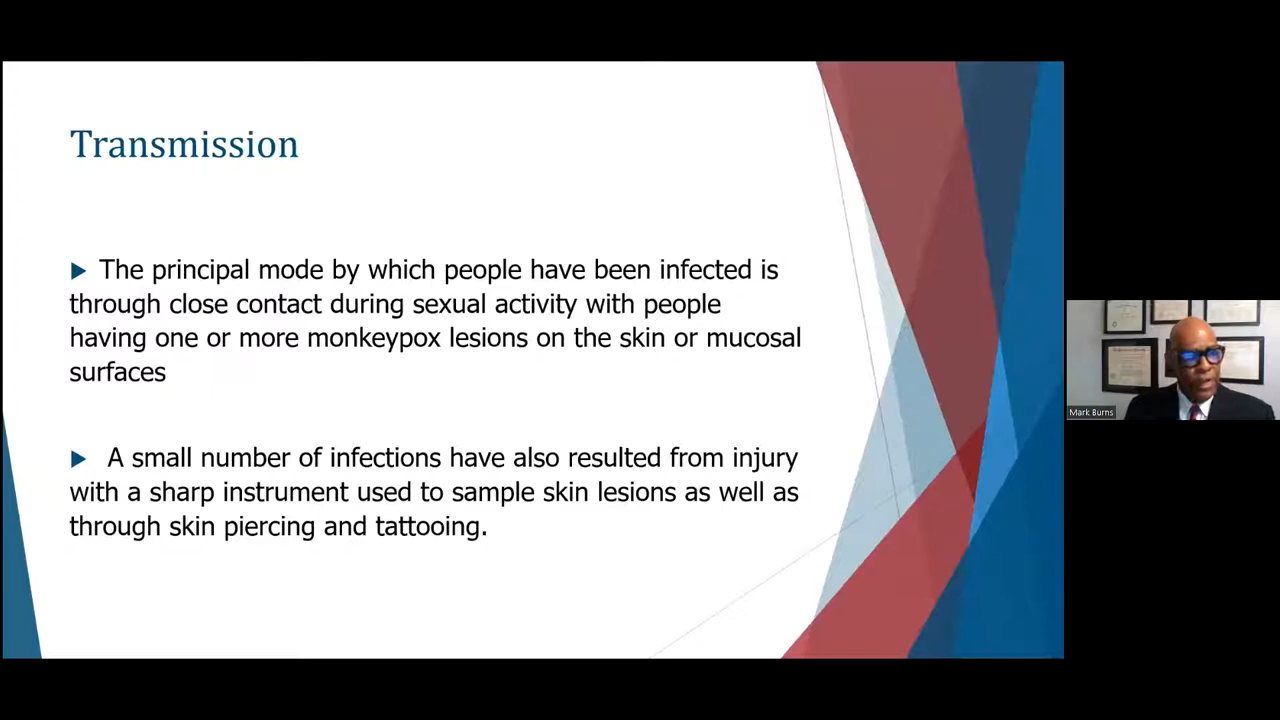 Transmission
The principal mode by which people have been infected is
through close contact during sexual activity with people
having one or more monkeypox lesions on the skin or mucosal
surfaces
A small number of infections have also resulted from injury
with a sharp instrument used to sample skin lesions as well as
through skin piercing and tattooing.
Mark Burns